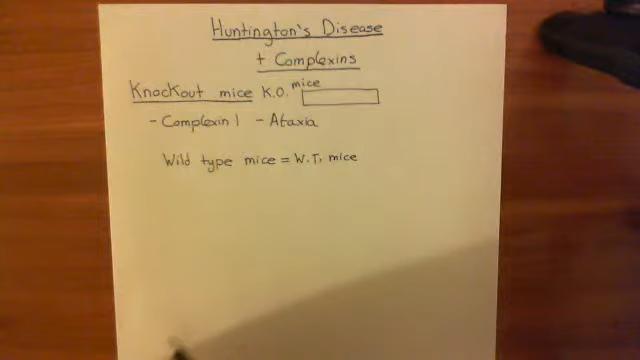 Huntington's Disease
+ Complexins
Knockout mice K.O. mice
- Complexin 1 - Ataxia
Wild type mice = W.T. mice